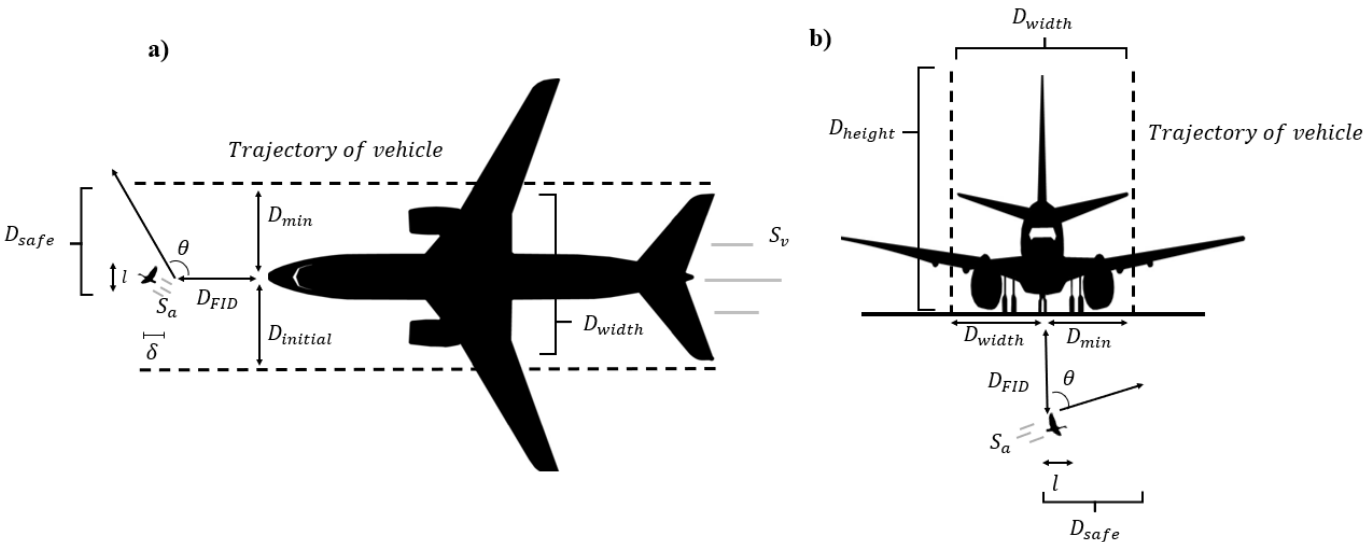 a)
Trajectory of vehicle
D_min
D_safe
θ
l
S_a
D_FID
S_v
D_initial
D_width
δ
b)
D_width
D_height
Trajectory of vehicle
D_width
D_min
D_FID
θ
S_a
l
D_safe